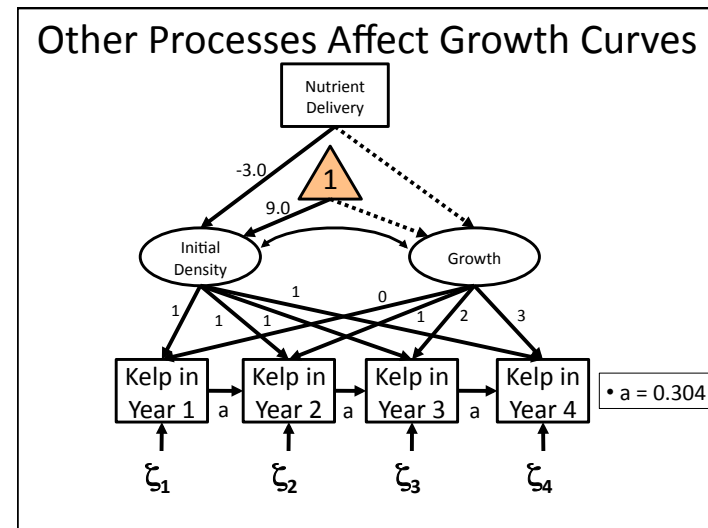 Other Processes Affect Growth Curves
Nutrient
Delivery
-3.0
1
9.0
Initial
Density
Growth
1
1
1
1
0
1
2
3
Kelp in
Year 1
a
Kelp in
Year 2
a
Kelp in
Year 3
a
Kelp in
Year 4
• a = 0.304
ζ1
ζ2
ζ3
ζ4